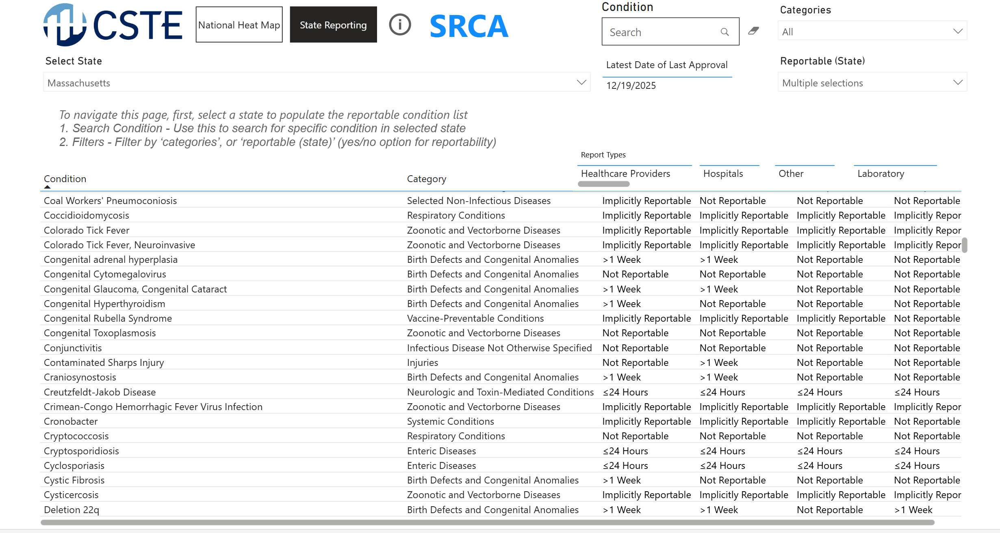 CSTE
National Heat Map
State Reporting
i
SRCA
Condition
Search
Categories
All
Select State
Massachusetts
Latest Date of Last Approval
12/19/2025
Reportable (State)
Multiple selections
To navigate this page, first, select a state to populate the reportable condition list
1. Search Condition - Use this to search for specific condition in selected state
2. Filters - Filter by ‘categories’, or ‘reportable (state)’ (yes/no option for reportability)
Report Types
Condition Category Healthcare Providers Hospitals Other Laboratory
Coal Workers' Pneumoconiosis Selected Non-Infectious Diseases Implicitly Reportable Not Reportable Not Reportable Not Reportable
Coccidioidomycosis Respiratory Conditions Implicitly Reportable Implicitly Reportable Implicitly Reportable Implicitly Repor
Colorado Tick Fever Zoonotic and Vectorborne Diseases Implicitly Reportable Implicitly Reportable Implicitly Reportable Implicitly Repor
Colorado Tick Fever, Neuroinvasive Zoonotic and Vectorborne Diseases Implicitly Reportable Implicitly Reportable Implicitly Reportable Implicitly Repor
Congenital adrenal hyperplasia Birth Defects and Congenital Anomalies >1 Week >1 Week Not Reportable Not Reportable
Congenital Cytomegalovirus Birth Defects and Congenital Anomalies Not Reportable Not Reportable Not Reportable Not Reportable
Congenital Glaucoma, Congenital Cataract Birth Defects and Congenital Anomalies >1 Week >1 Week Not Reportable Not Reportable
Congenital Hyperthyroidism Birth Defects and Congenital Anomalies >1 Week Not Reportable Not Reportable Not Reportable
Congenital Rubella Syndrome Vaccine-Preventable Conditions Implicitly Reportable Implicitly Reportable Implicitly Reportable Not Reportable
Congenital Toxoplasmosis Zoonotic and Vectorborne Diseases Not Reportable Not Reportable Not Reportable Not Reportable
Conjunctivitis Infectious Disease Not Otherwise Specified Not Reportable Not Reportable Not Reportable Not Reportable
Contaminated Sharps Injury Injuries Not Reportable >1 Week Not Reportable Not Reportable
Craniosynostosis Birth Defects and Congenital Anomalies >1 Week >1 Week Not Reportable Not Reportable
Creutzfeldt-Jakob Disease Neurologic and Toxin-Mediated Conditions ≤24 Hours ≤24 Hours ≤24 Hours ≤24 Hours
Crimean-Congo Hemorrhagic Fever Virus Infection Zoonotic and Vectorborne Diseases Implicitly Reportable Implicitly Reportable Implicitly Reportable Implicitly Repor
Cronobacter Systemic Conditions Implicitly Reportable Implicitly Reportable Implicitly Reportable Not Reportable
Cryptococcosis Respiratory Conditions Not Reportable Not Reportable Not Reportable Not Reportable
Cryptosporidiosis Enteric Diseases ≤24 Hours ≤24 Hours ≤24 Hours ≤24 Hours
Cyclosporiasis Enteric Diseases ≤24 Hours ≤24 Hours ≤24 Hours ≤24 Hours
Cystic Fibrosis Birth Defects and Congenital Anomalies >1 Week Not Reportable Not Reportable Not Reportable
Cysticercosis Zoonotic and Vectorborne Diseases Implicitly Reportable Implicitly Reportable Implicitly Reportable Implicitly Repor
Deletion 22q Birth Defects and Congenital Anomalies >1 Week >1 Week Not Reportable >1 Week